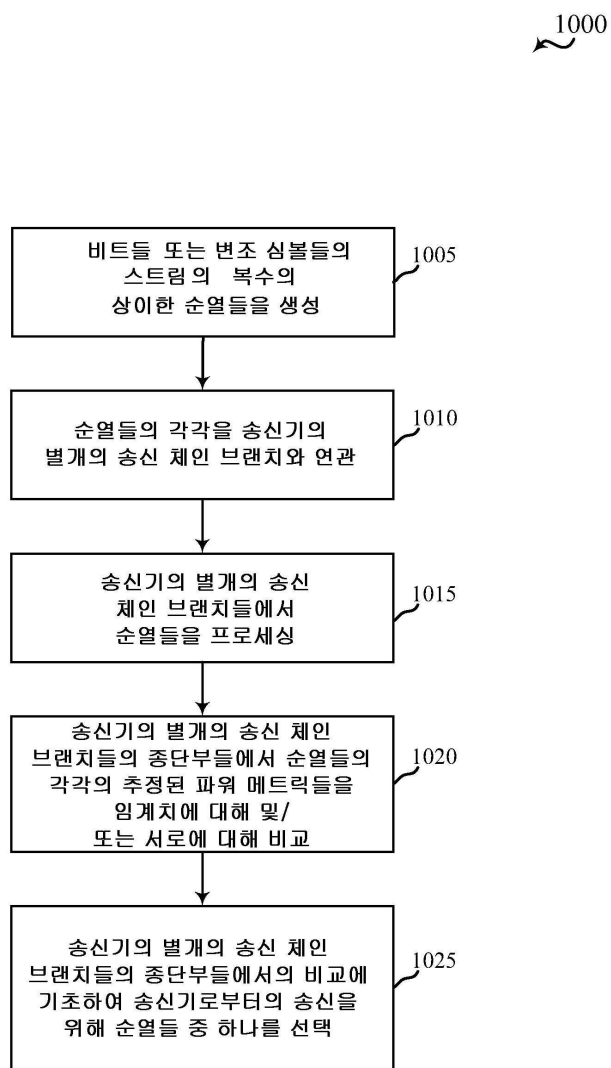 1000
비트들 또는 변조 심볼들의
스트림의 복수의
상이한 순열들을 생성
1005
순열들의 각각을 송신기의
별개의 송신 체인 브랜치와 연관
1010
송신기의 별개의 송신
체인 브랜치들에서
순열들을 프로세싱
1015
송신기의 별개의 송신 체인
브랜치들의 종단부들에서 순열들의
각각의 추정된 파워 메트릭들을
임계치에 대해 및/
또는 서로에 대해 비교
1020
송신기의 별개의 송신 체인
브랜치들의 종단부들에서의 비교에
기초하여 송신기로부터의 송신을
위해 순열들 중 하나를 선택
1025